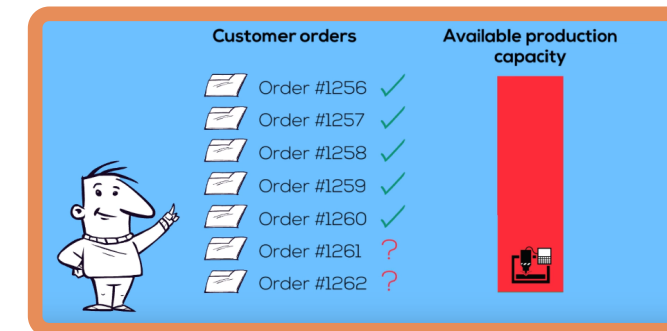 Customer orders
Available production
capacity
Order #1256
Order #1257
Order #1258
Order #1259
Order #1260
Order #1261 ?
Order #1262 ?